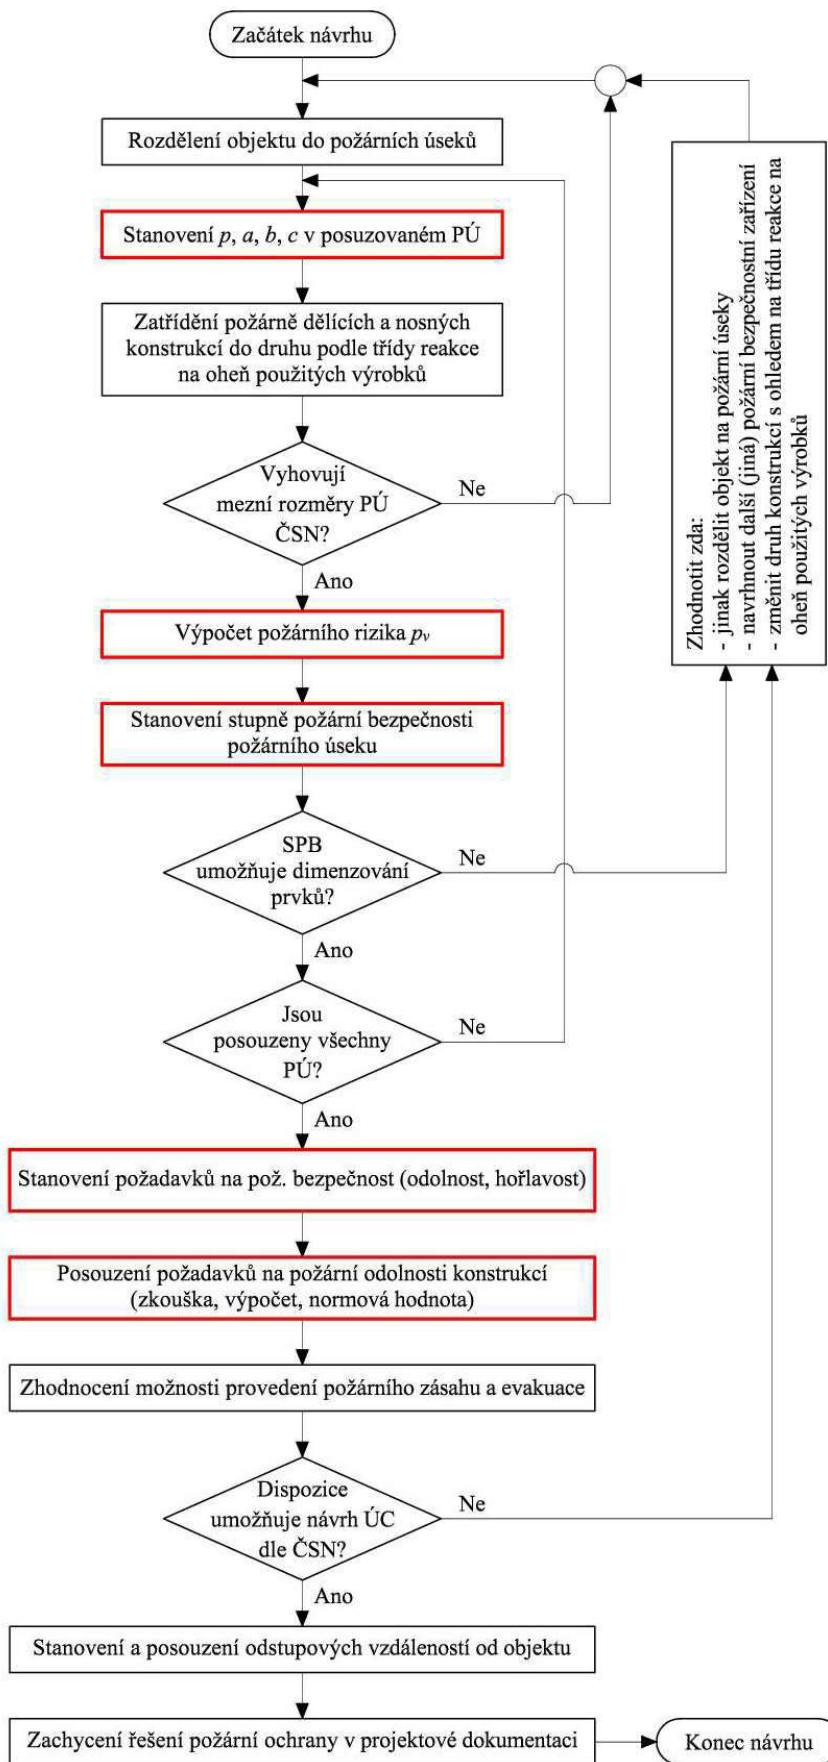 Začátek návrhu
Rozdělení objektu do požárních úseků
Stanovení p, a, b, c v posuzovaném PÚ
Zatřídění požárně dělících a nosných
konstrukcí do druhu podle třídy reakce
na oheň použitých výrobků
Vyhovují
mezní rozměry PÚ
ČSN?
Ne
Ano
Výpočet požárního rizika pv
Stanovení stupně požární bezpečnosti
požárního úseku
SPB
umožňuje dimenzování
prvků?
Ne
Ano
Jsou
posouzeny všechny
PÚ?
Ne
Ano
Stanovení požadavků na pož. bezpečnost (odolnost, hořlavost)
Posouzení požadavků na požární odolnosti konstrukcí
(zkouška, výpočet, normová hodnota)
Zhodnocení možnosti provedení požárního zásahu a evakuace
Dispozice
umožňuje návrh ÚC
dle ČSN?
Ne
Ano
Stanovení a posouzení odstupových vzdáleností od objektu
Zachycení řešení požární ochrany v projektové dokumentaci
Konec návrhu
Zhodnotit zda:
- jinak rozdělit objekt na požární úseky
- navrhnout další (jiná) požární bezpečnostní zařízení
- změnit druh konstrukcí s ohledem na třídu reakce na
oheň použitých výrobků